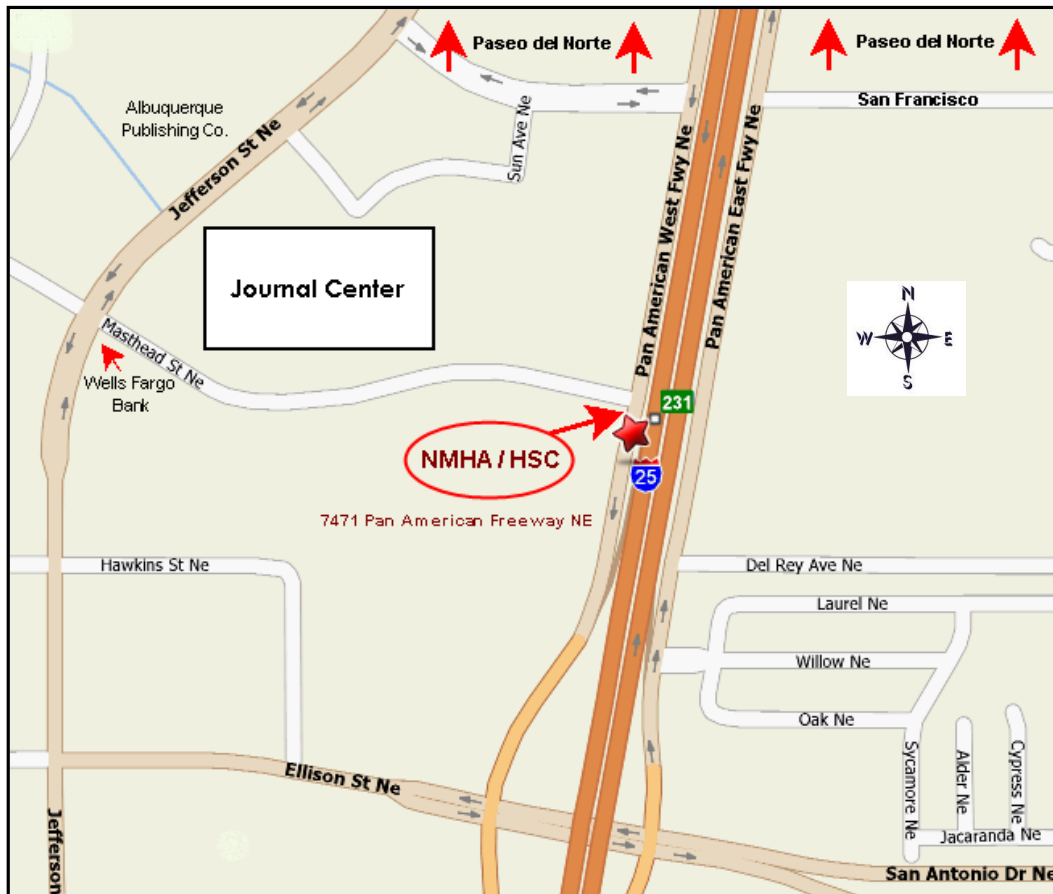 Paseo del Norte
Paseo del Norte
San Francisco
Albuquerque
Publishing Co.
Jefferson St Ne
Sun Ave Ne
Pan American West Fwy Ne
Pan American East Fwy Ne
Journal Center
N
W E
S
Masthead St Ne
Wells Fargo
Bank
231
NMHA / HSC
25
7471 Pan American Freeway NE
Hawkins St Ne
Del Rey Ave Ne
Laurel Ne
Willow Ne
Oak Ne
Sycamore Ne
Alder Ne
Cypress Ne
Ellison St Ne
Jefferson
Jacaranda Ne
San Antonio Dr Ne